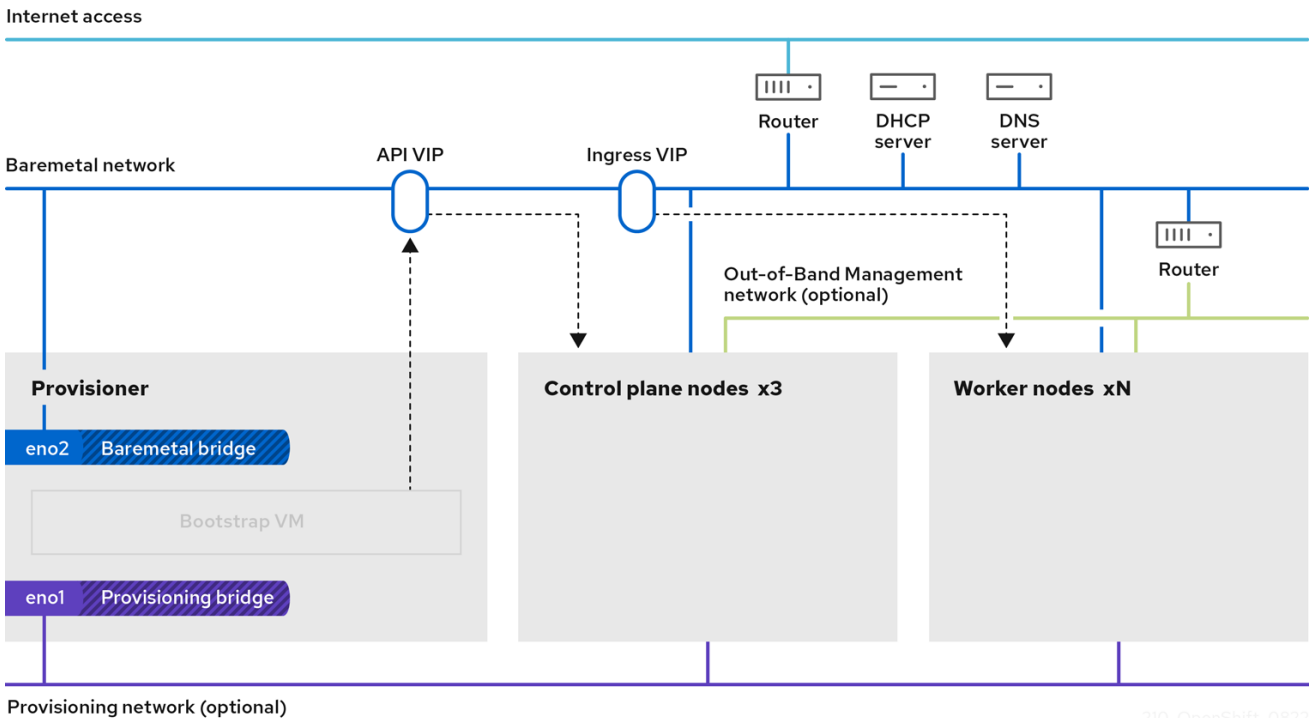 Internet access
Router
DHCP
server
DNS
server
Baremetal network
API VIP
Ingress VIP
Router
Out-of-Band Management
network (optional)
Provisioner
Control plane nodes x3
Worker nodes xN
eno2
Baremetal bridge
Bootstrap VM
eno1
Provisioning bridge
Provisioning network (optional)